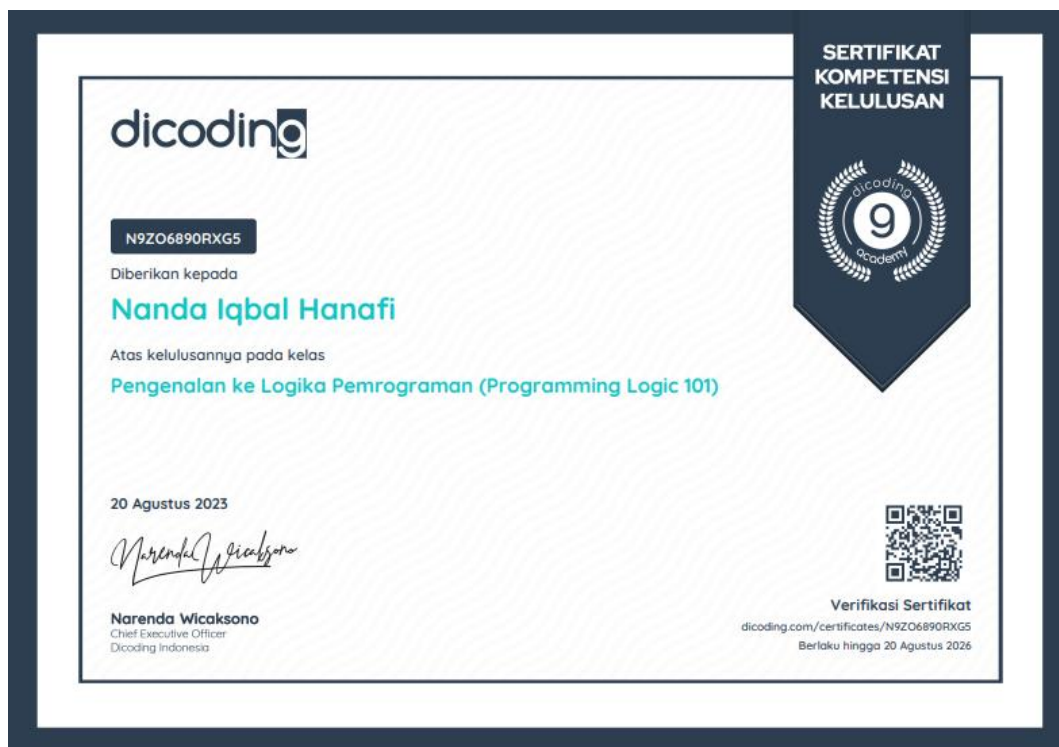 SERTIFIKAT
KOMPETENSI
KELULUSAN
dicoding
dicoding
9
academy
N9ZO6890RXG5
Diberikan kepada
Nanda Iqbal Hanafi
Atas kelulusannya pada kelas
Pengenalan ke Logika Pemrograman (Programming Logic 101)
20 Agustus 2023
Narenda Wicaksono
Narenda Wicaksono
Chief Executive Officer
Dicoding Indonesia
Verifikasi Sertifikat
dicoding.com/certificates/N9ZO6890RXG5
Berlaku hingga 20 Agustus 2026